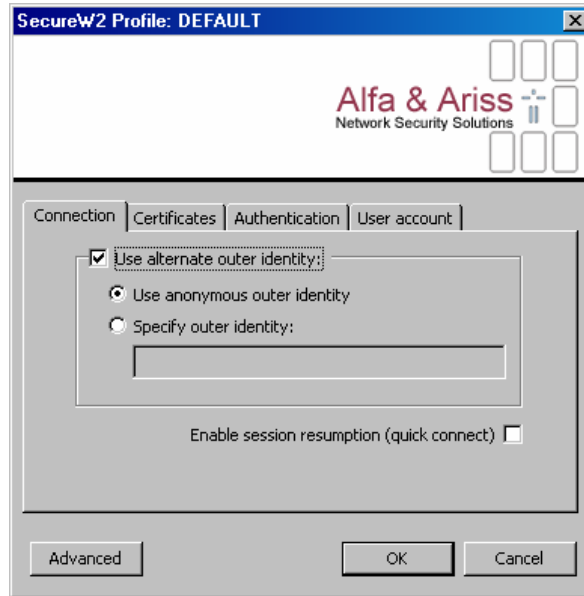 SecureW2 Profile: DEFAULT
Alfa & Ariss
Network Security Solutions
Connection Certificates Authentication User account
Use alternate outer identity:
Use anonymous outer identity
Specify outer identity:
Enable session resumption (quick connect)
Advanced OK Cancel